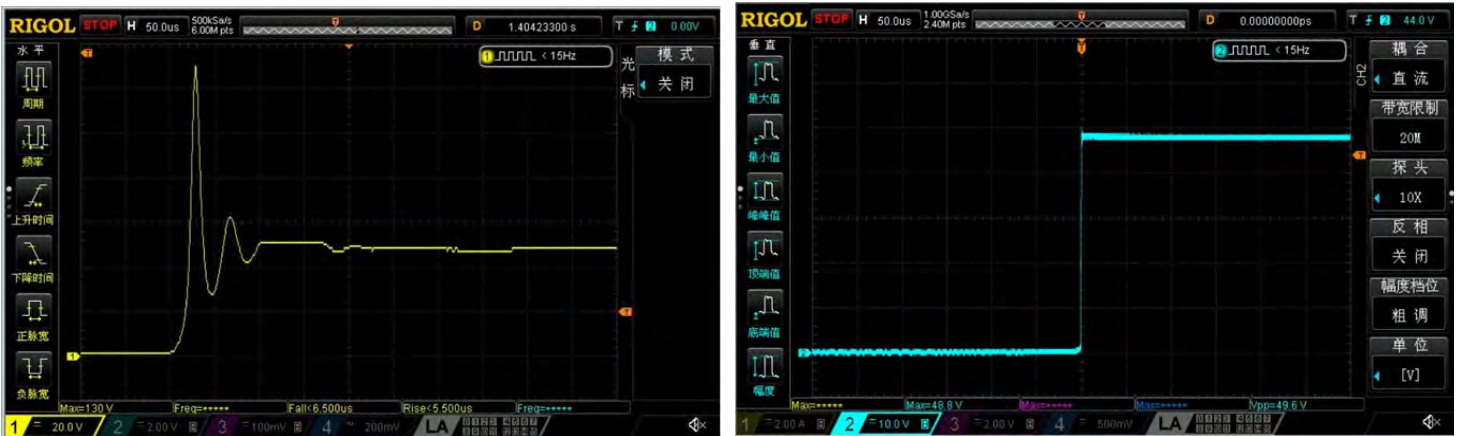 RIGOL STOP H 50.0us 500kSa/s 6.00M pts D 1.40423300 s T 2 0.00V
水平
周期
频率
上升时间
下降时间
正脉宽
负脉宽
1 < 15Hz
光标
模式
关闭
Max=130 V Freq=***** Fall<6.500us Rise<5.500us Freq=*****
1 = 20.0 V 2 = 2.00 V 3 = 100mV 4 ~ 200mV LA
RIGOL STOP H 50.0us 1.00GSa/s 2.40M pts D 0.00000000ps T 2 44.0 V
垂直
最大值
最小值
峰峰值
顶端值
底端值
幅度
2 < 15Hz
CH2
耦合
直流
带宽限制
20M
探头
10X
反相
关闭
幅度档位
粗调
单位
[V]
Max=***** Max=48.8 V Max=***** Max=***** Vpp=49.6 V
1 = 2.00 A 2 = 10.0 V 3 = 2.00 V 4 = 500mV LA